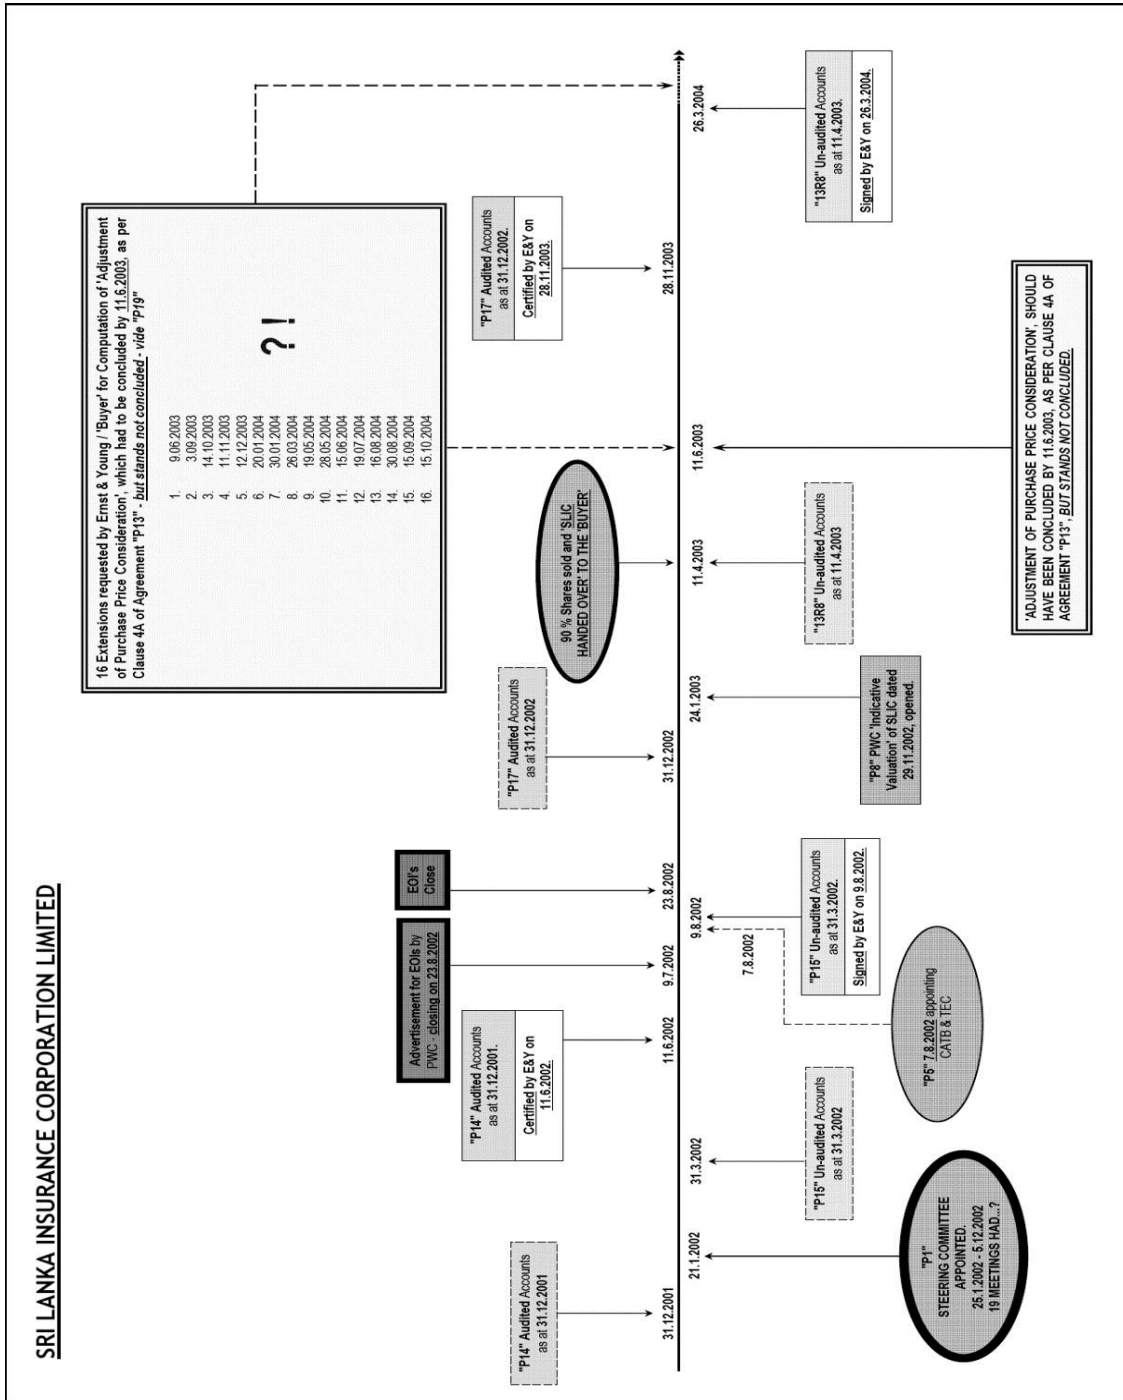 SRI LANKA INSURANCE CORPORATION LIMITED
16 Extensions requested by Ernst & Young / 'Buyer' for Computation of 'Adjustment
of Purchase Price Consideration', which had to be concluded by 11.6.2003, as per
Clause 4A of Agreement "P13" - but stands not concluded - vide "P19"
1. 9.06.2003
2. 3.09.2003
3. 14.10.2003
4. 11.11.2003
5. 12.12.2003
6. 20.01.2004
7. 30.01.2004
8. 26.03.2004
9. 19.05.2004
10. 28.05.2004
11. 15.06.2004
12. 19.07.2004
13. 16.08.2004
14. 30.08.2004
15. 15.09.2004
16. 15.10.2004
? !
"P14" Audited Accounts
as at 31.12.2001
"P14" Audited Accounts
as at 31.12.2001.
Certified by E&Y on
11.6.2002.
Advertisement for EOIs by
PWC - closing on 23.8.2002
EOI's
Close
"P17" Audited Accounts
as at 31.12.2002
90 % Shares sold and 'SLIC
HANDED OVER' TO THE 'BUYER'
"P17" Audited Accounts
as at 31.12.2002.
Certified by E&Y on
28.11.2003.
31.12.2001
21.1.2002
31.3.2002
11.6.2002
9.7.2002
9.8.2002
23.8.2002
31.12.2002
24.1.2003
11.4.2003
11.6.2003
28.11.2003
26.3.2004
7.8.2002
"P1"
STEERING COMMITTEE
APPOINTED.
25.1.2002 - 5.12.2002
19 MEETINGS HAD...?
"P15" Un-audited Accounts
as at 31.3.2002
"P5" 7.8.2002 appointing
CATB & TEC
"P15" Un-audited Accounts
as at 31.3.2002.
Signed by E&Y on 9.8.2002.
"P8" PWC 'Indicative
Valuation' of SLIC dated
29.11.2002, opened.
"13R8" Un-audited Accounts
as at 11.4.2003
'ADJUSTMENT OF PURCHASE PRICE CONSIDERATION', SHOULD
HAVE BEEN CONCLUDED BY 11.6.2003, AS PER CLAUSE 4A OF
AGREEMENT "P13", BUT STANDS NOT CONCLUDED.
"13R8" Un-audited Accounts
as at 11.4.2003.
Signed by E&Y on 26.3.2004.